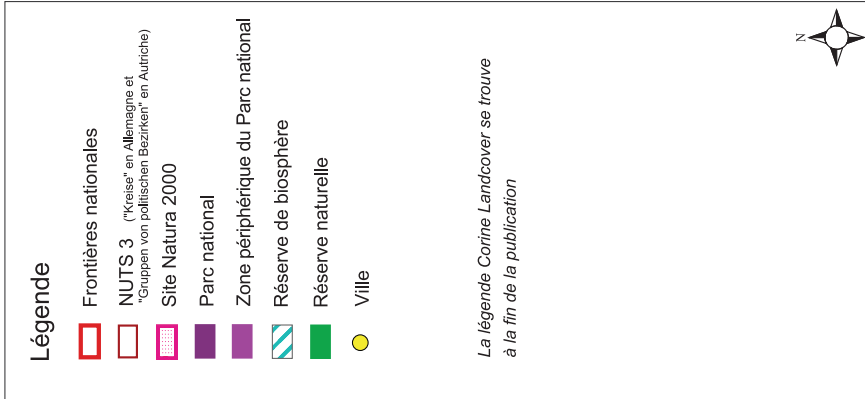 Légende
Frontières nationales
NUTS 3 ("Kreise" en Allemagne et
"Gruppen von politischen Bezirken" en Autriche)
Site Natura 2000
Parc national
Zone périphérique du Parc national
Réserve de biosphère
Réserve naturelle
Ville
La légende Corine Landcover se trouve
à la fin de la publication
N